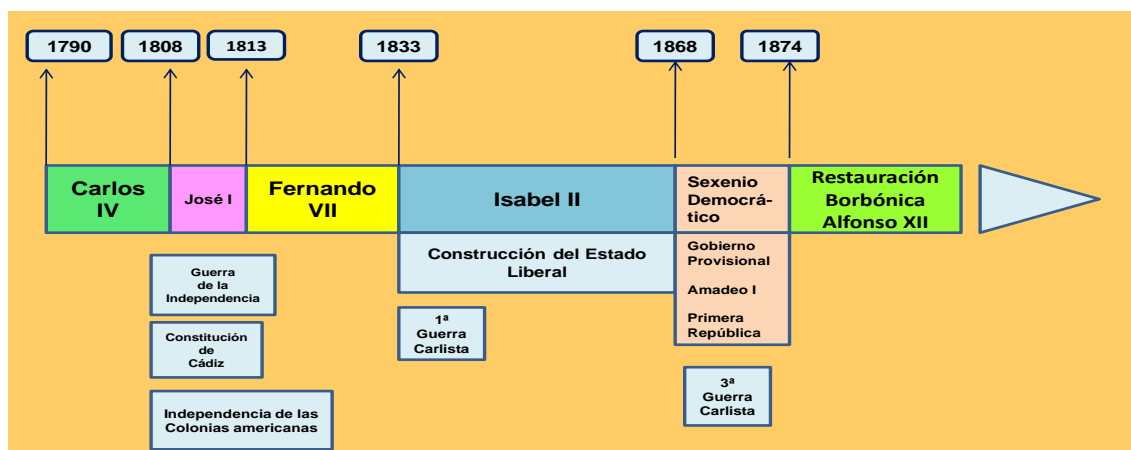 1790
1808
1813
1833
1868
1874
Carlos
IV
José I
Fernando
VII
Isabel II
Sexenio
Democrá-
tico
Restauración
Borbónica
Alfonso XII
Construcción del Estado
Liberal
Gobierno
Provisional
Amadeo I
Primera
República
Guerra
de la
Independencia
Constitución
de
Cádiz
Independencia de las
Colonias americanas
1ª
Guerra
Carlista
3ª
Guerra
Carlista